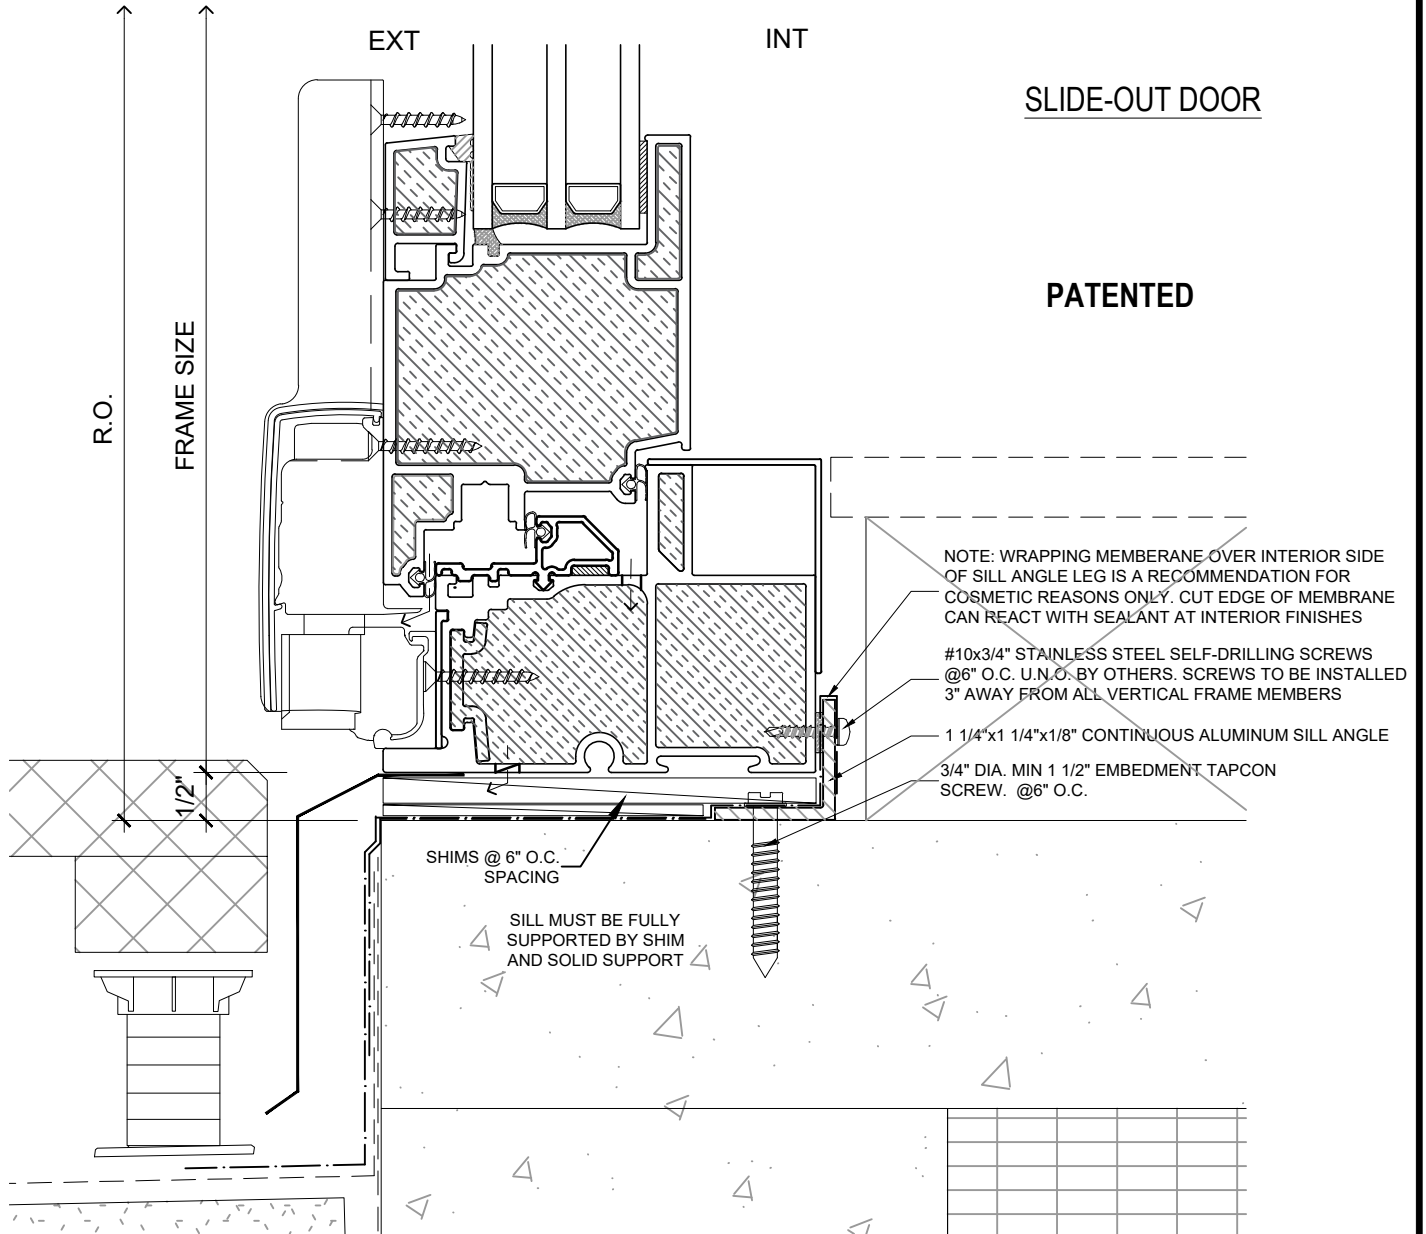 EXT
INT
SLIDE-OUT DOOR
PATENTED
R.O.
FRAME SIZE
1/2"
NOTE: WRAPPING MEMBERANE OVER INTERIOR SIDE
OF SILL ANGLE LEG IS A RECOMMENDATION FOR
COSMETIC REASONS ONLY. CUT EDGE OF MEMBRANE
CAN REACT WITH SEALANT AT INTERIOR FINISHES
#10x3/4" STAINLESS STEEL SELF-DRILLING SCREWS
@6" O.C. U.N.O. BY OTHERS. SCREWS TO BE INSTALLED
3" AWAY FROM ALL VERTICAL FRAME MEMBERS
1 1/4"x1 1/4"x1/8" CONTINUOUS ALUMINUM SILL ANGLE
3/4" DIA. MIN 1 1/2" EMBEDMENT TAPCON
SCREW. @6" O.C.
SHIMS @ 6" O.C.
SPACING
SILL MUST BE FULLY
SUPPORTED BY SHIM
AND SOLID SUPPORT